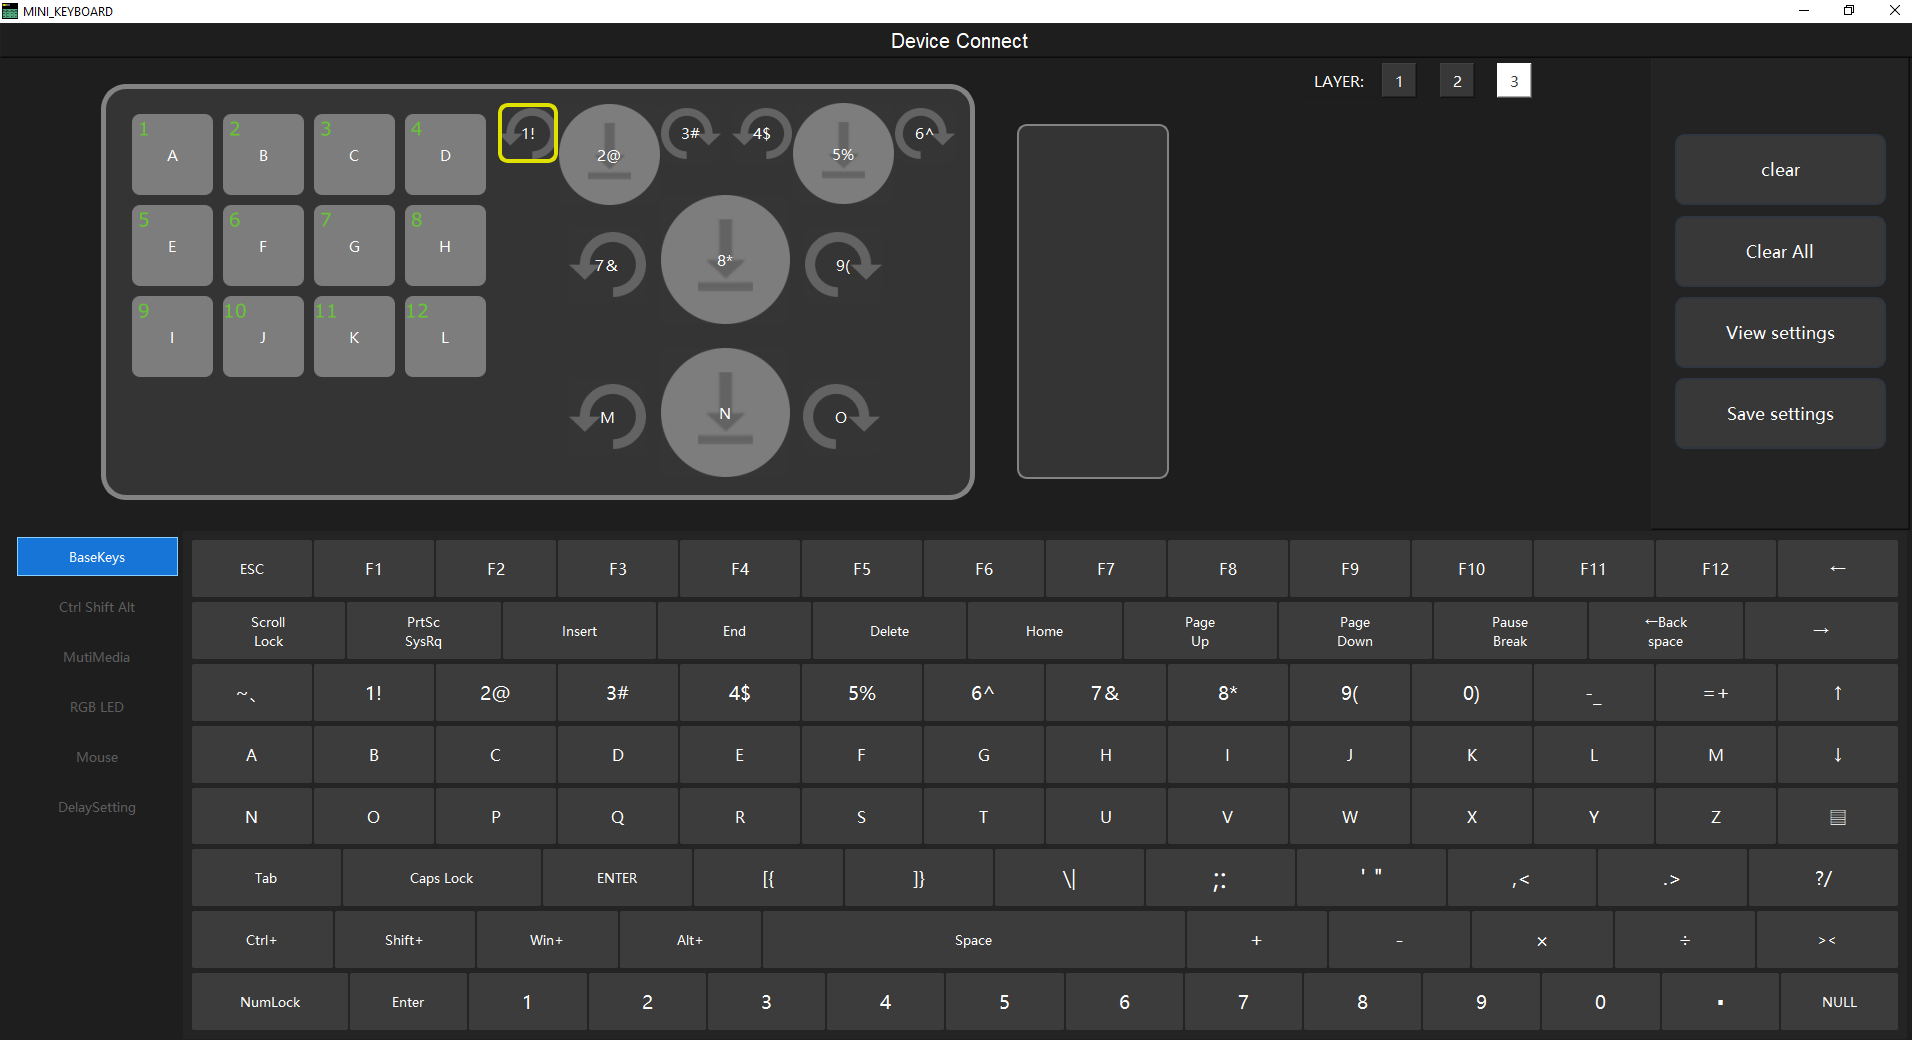 MINI_KEYBOARD
Device Connect
LAYER: 1 2 3
1 2 3 4
A B C D
1! 2@ 3# 4$ 5% 6^
5 6 7 8
E F G H
7& 8* 9(
9 10 11 12
I J K L
M N O
clear
Clear All
View settings
Save settings
BaseKeys
Ctrl Shift Alt
MutiMedia
RGB LED
Mouse
DelaySetting
ESC F1 F2 F3 F4 F5 F6 F7 F8 F9 F10 F11 F12 ←
Scroll Lock PrtSc SysRq Insert End Delete Home Page Up Page Down Pause Break ←Back space →
~、 1! 2@ 3# 4$ 5% 6^ 7& 8* 9( 0) -_ =+ ↑
A B C D E F G H I J K L M ↓
N O P Q R S T U V W X Y Z ▤
Tab Caps Lock ENTER [{ ]} \| ;: ' " ,< .> ?/
Ctrl+ Shift+ Win+ Alt+ Space + - × ÷ ><
NumLock Enter 1 2 3 4 5 6 7 8 9 0 ▪ NULL